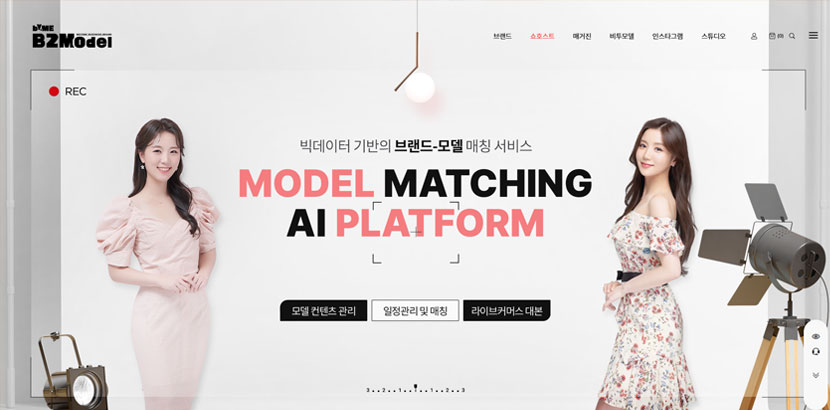 byME
B2Model
브랜드 쇼호스트 매거진 비투모델 인스타그램 스튜디오 (0)
REC
빅데이터 기반의 브랜드-모델 매칭 서비스
MODEL MATCHING
AI PLATFORM
모델 컨텐츠 관리 일정관리 및 매칭 라이브커머스 대본
3..2..1..1..2..3